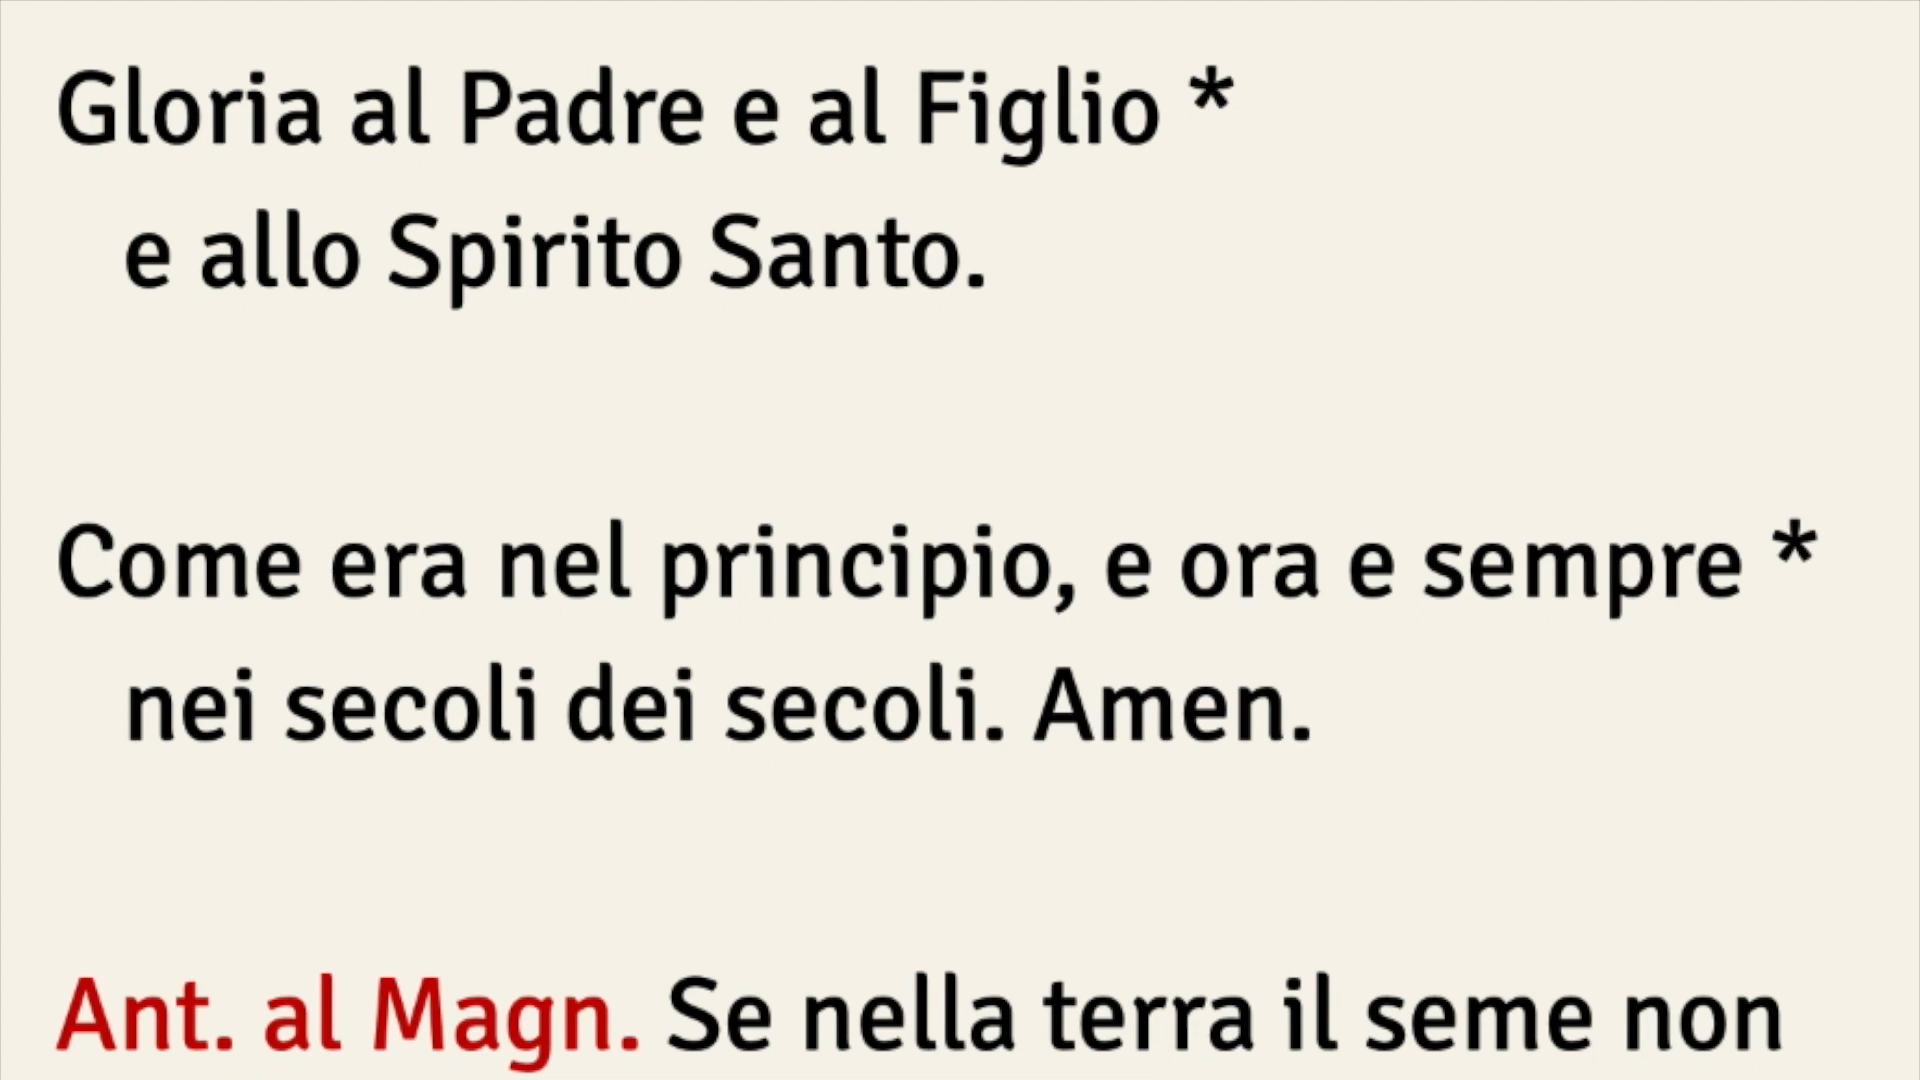 Gloria al Padre e al Figlio *
e allo Spirito Santo.
Come era nel principio, e ora e sempre *
nei secoli dei secoli. Amen.
Ant. al Magn. Se nella terra il seme non